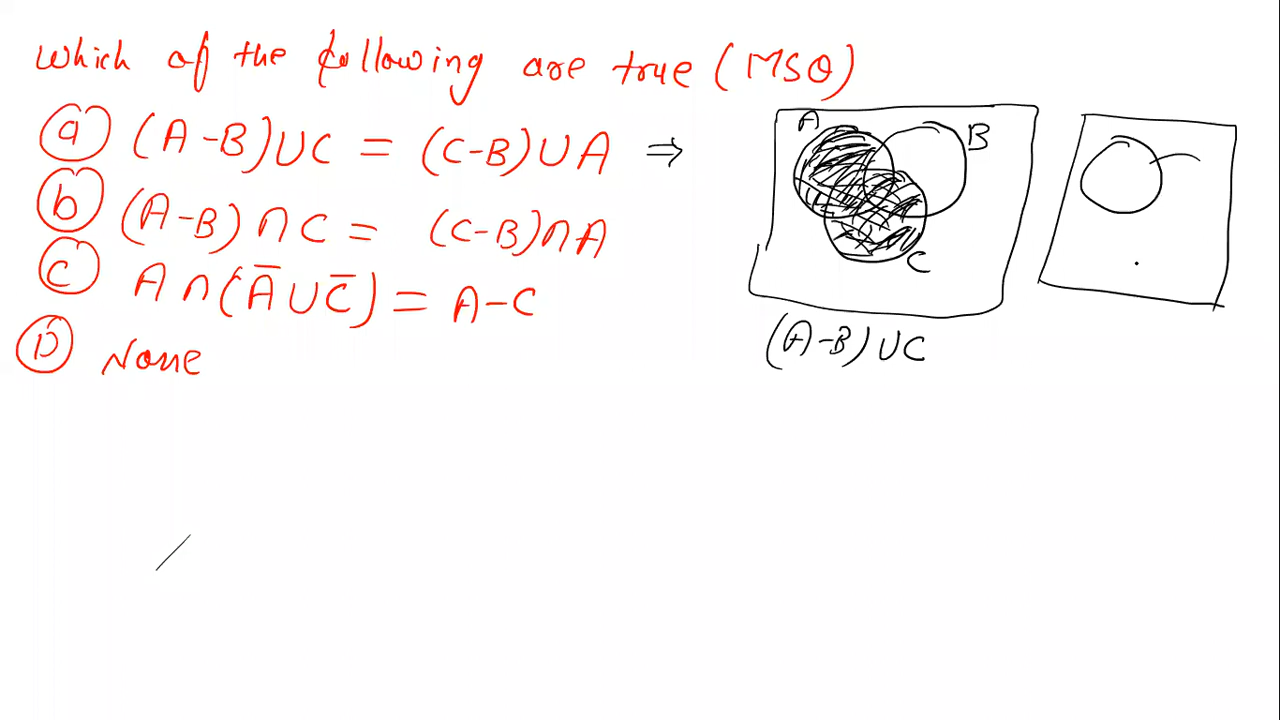 Which of the following are true (MSQ)
a (A-B)∪C = (C-B)∪A ⇒
b (A-B)∩C = (C-B)∩A
c A∩(A̅∪C̅) = A-C
D None
A B
C
(A-B)∪C